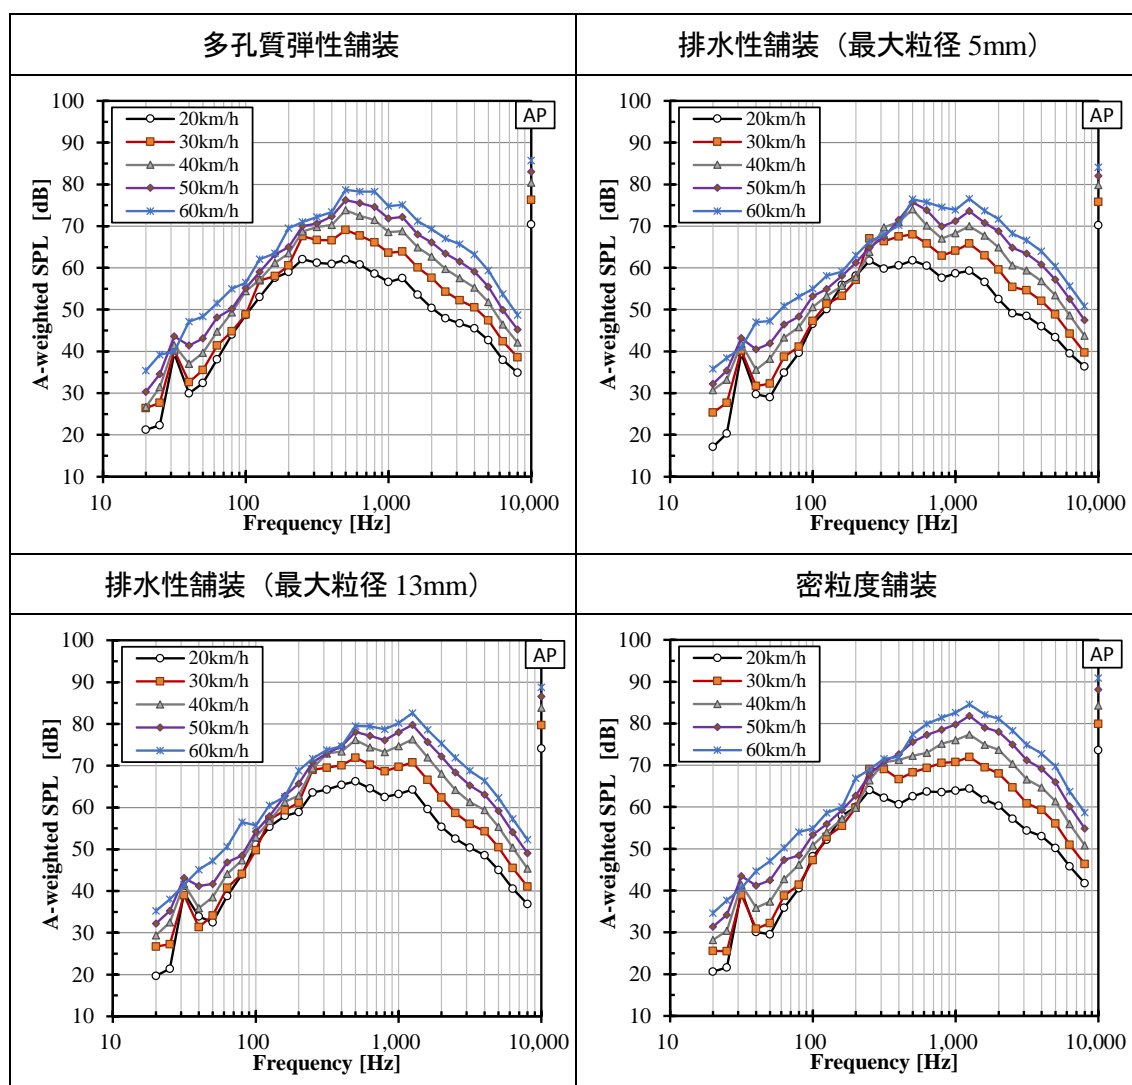 多孔質弾性舗装
100
90
80
70
60
50
40
30
20
10
A-weighted SPL [dB]
20km/h
30km/h
40km/h
50km/h
60km/h
AP
10
100
1,000
10,000
Frequency [Hz]
排水性舗装（最大粒径 5mm）
100
90
80
70
60
50
40
30
20
10
A-weighted SPL [dB]
20km/h
30km/h
40km/h
50km/h
60km/h
AP
10
100
1,000
10,000
Frequency [Hz]
排水性舗装（最大粒径 13mm）
100
90
80
70
60
50
40
30
20
10
A-weighted SPL [dB]
20km/h
30km/h
40km/h
50km/h
60km/h
AP
10
100
1,000
10,000
Frequency [Hz]
密粒度舗装
100
90
80
70
60
50
40
30
20
10
A-weighted SPL [dB]
20km/h
30km/h
40km/h
50km/h
60km/h
AP
10
100
1,000
10,000
Frequency [Hz]